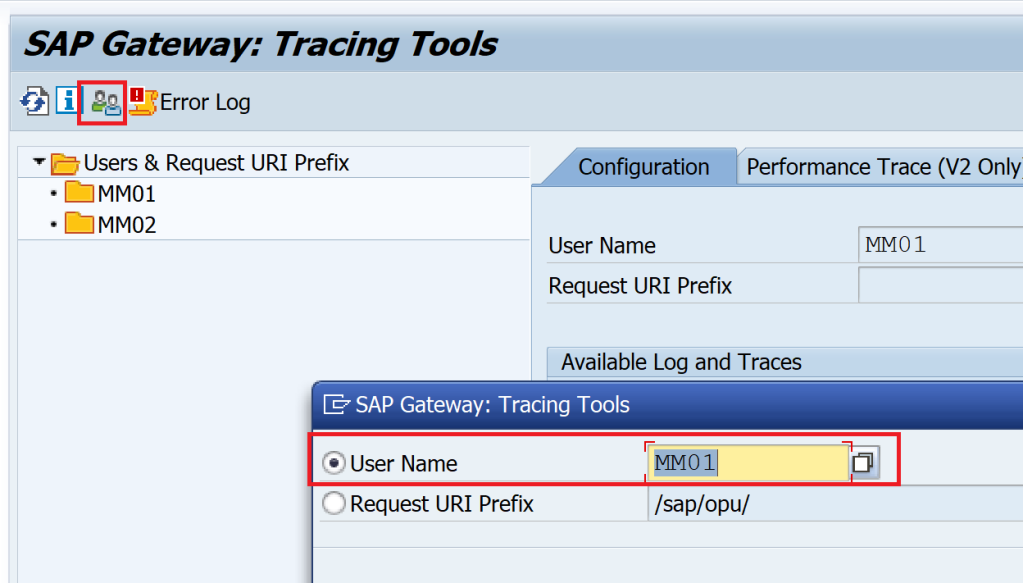 SAP Gateway: Tracing Tools
Error Log
Users & Request URI Prefix
MM01
MM02
Configuration
Performance Trace (V2 Only)
User Name MM01
Request URI Prefix
Available Log and Traces
SAP Gateway: Tracing Tools
User Name MM01
Request URI Prefix /sap/opu/